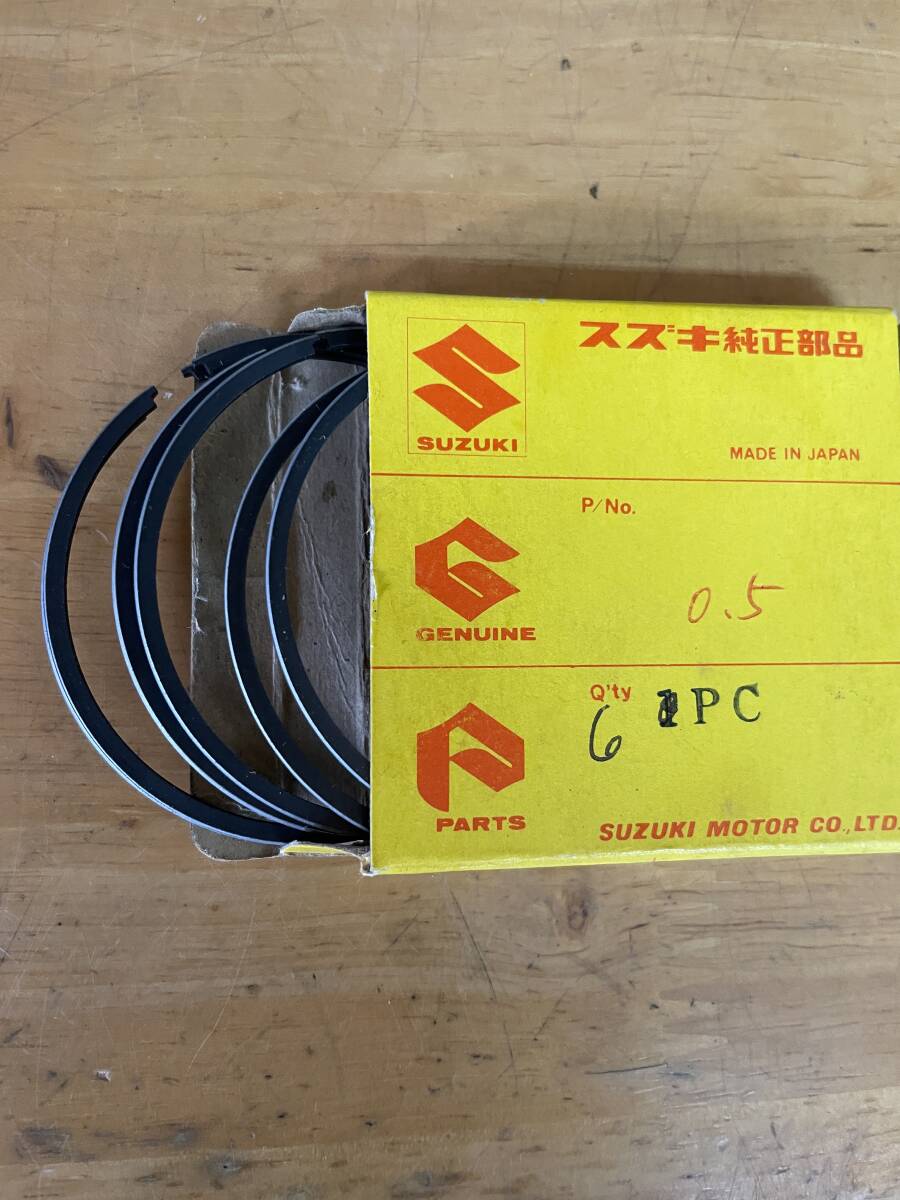 スズキ純正部品
SUZUKI
MADE IN JAPAN
P/No.
0.5
GENUINE
Q'ty
6 1PC
PARTS
SUZUKI MOTOR CO.,LTD.